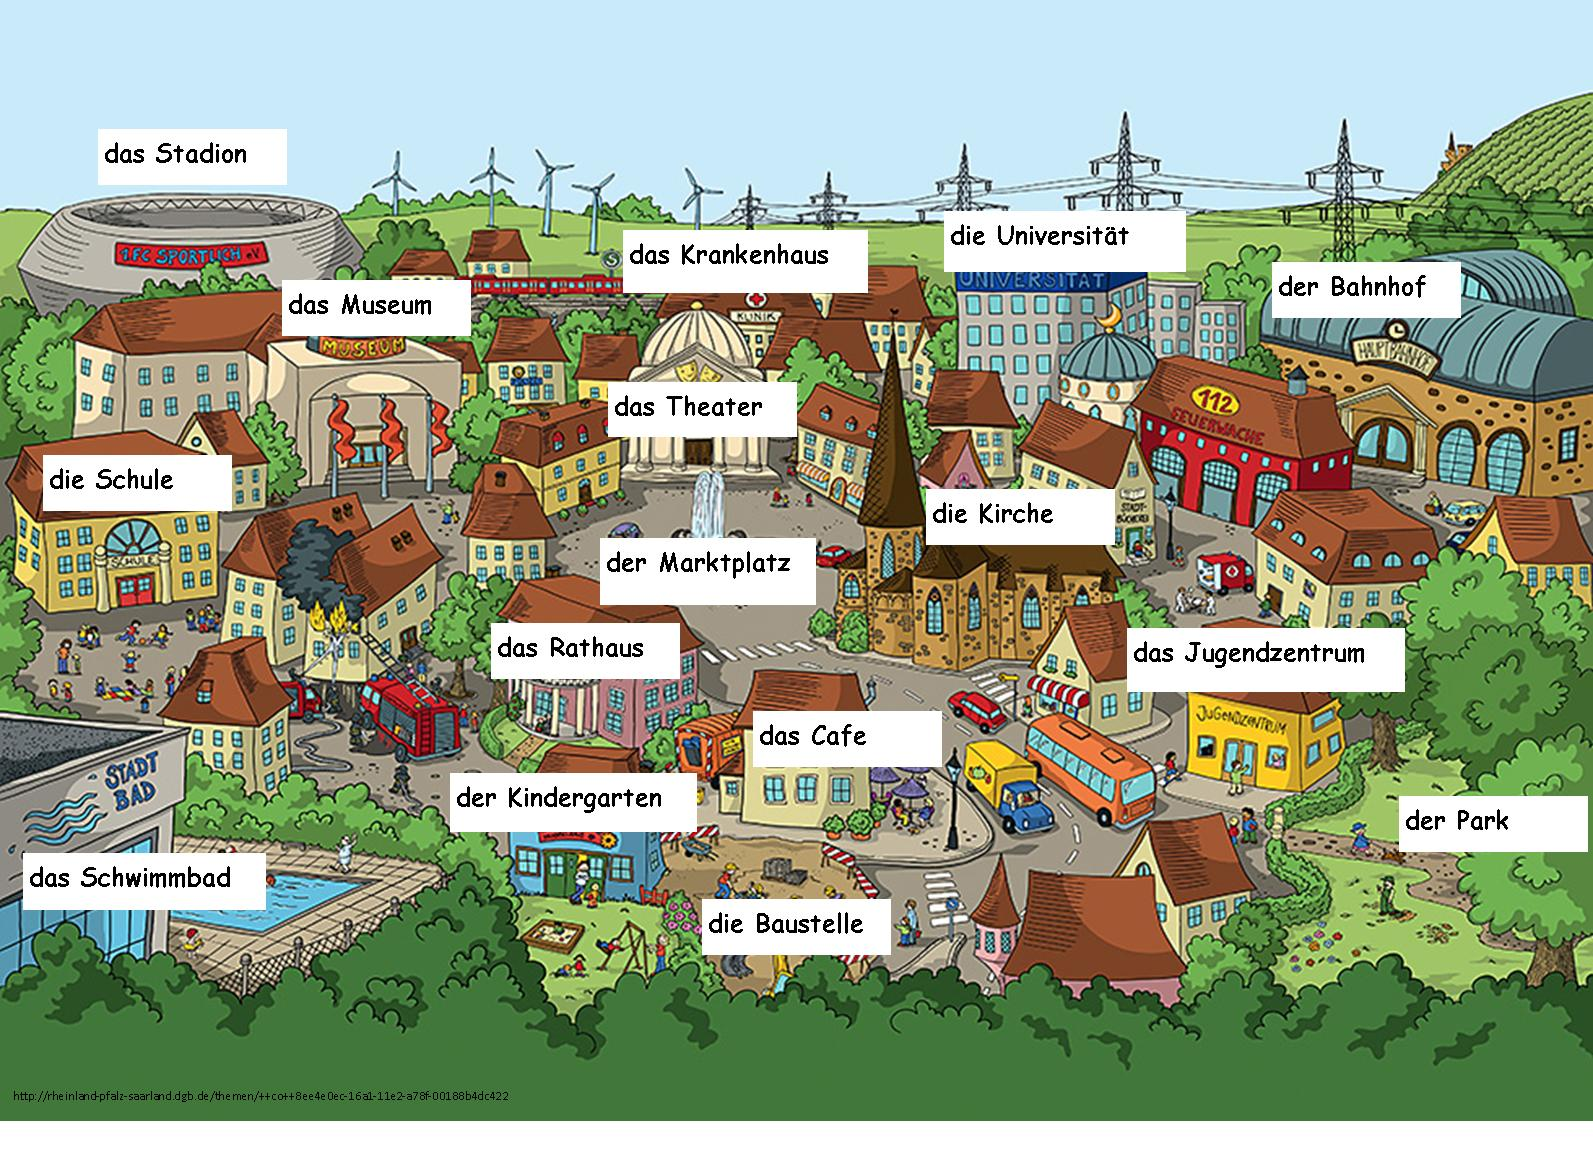 das Stadion
1.FC SPORTLICH eV
S
das Krankenhaus
die Universität
UNIVERSITÄT
der Bahnhof
das Museum
KLINIK
MUSEUM
HAUPTBAHNHOF
das Theater
112
FEUERWACHE
die Schule
die Kirche
STADT-
BÜCHEREI
der Marktplatz
SCHULE
das Rathaus
das Jugendzentrum
JUGENDZENTRUM
das Cafe
STADT
BAD
der Kindergarten
der Park
das Schwimmbad
die Baustelle
http://rheinland-pfalz-saarland.dgb.de/themen/++co++8ee4e0ec-16a1-11e2-a78f-00188b4dc422